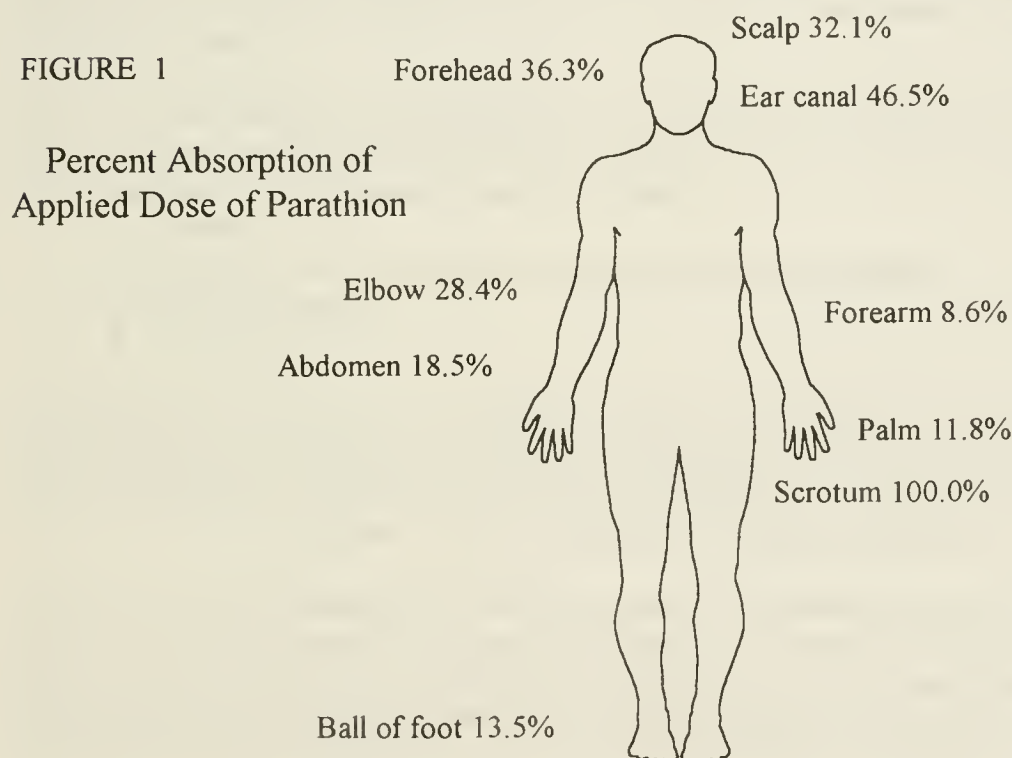 FIGURE 1
Percent Absorption of
Applied Dose of Parathion
Scalp 32.1%
Forehead 36.3%
Ear canal 46.5%
Elbow 28.4%
Forearm 8.6%
Abdomen 18.5%
Palm 11.8%
Scrotum 100.0%
Ball of foot 13.5%